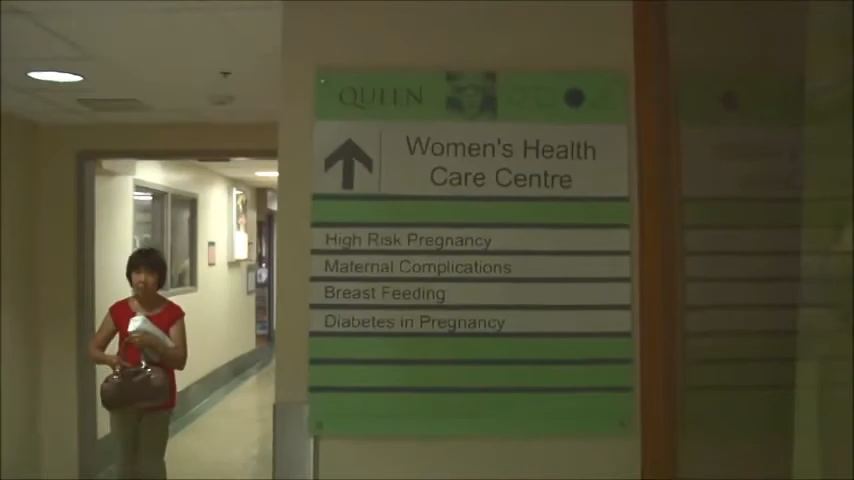 QUEEN
Women's Health
Care Centre
High Risk Pregnancy
Maternal Complications
Breast Feeding
Diabetes in Pregnancy